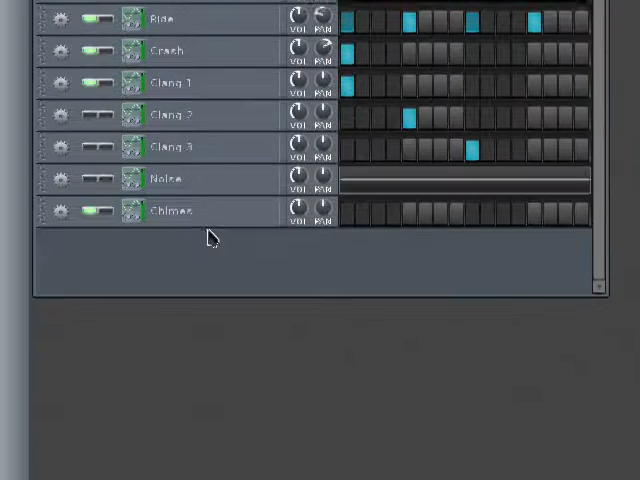 Ride
VOL PAN
Crash
VOL PAN
Clang 1
VOL PAN
Clang 2
VOL PAN
Clang 3
VOL PAN
Noise
VOL PAN
Chimes
VOL PAN